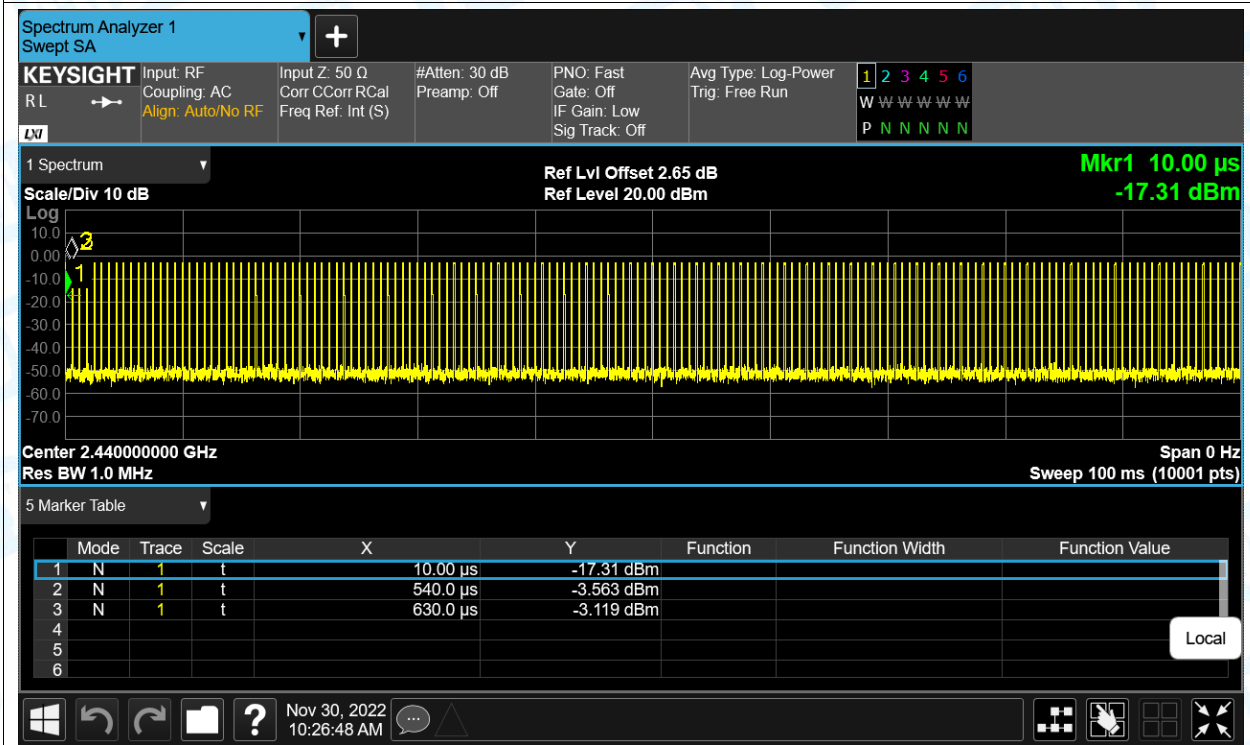 Spectrum Analyzer 1
Swept SA
+
KEYSIGHT
RL
LXI
Input: RF
Coupling: AC
Align: Auto/No RF
Input Z: 50 Ω
Corr CCorr RCal
Freq Ref: Int (S)
#Atten: 30 dB
Preamp: Off
PNO: Fast
Gate: Off
IF Gain: Low
Sig Track: Off
Avg Type: Log-Power
Trig: Free Run
1 2 3 4 5 6
W W W W W W
P N N N N N
1 Spectrum
Scale/Div 10 dB
Ref Lvl Offset 2.65 dB
Ref Level 20.00 dBm
Mkr1 10.00 µs
-17.31 dBm
Log
10.0
0.00
-10.0
-20.0
-30.0
-40.0
-50.0
-60.0
-70.0
3
1
Center 2.440000000 GHz
Res BW 1.0 MHz
Span 0 Hz
Sweep 100 ms (10001 pts)
5 Marker Table
Mode Trace Scale X Y Function Function Width Function Value
1 N 1 t 10.00 µs -17.31 dBm
2 N 1 t 540.0 µs -3.563 dBm
3 N 1 t 630.0 µs -3.119 dBm
4
5
6
Local
?
Nov 30, 2022
10:26:48 AM